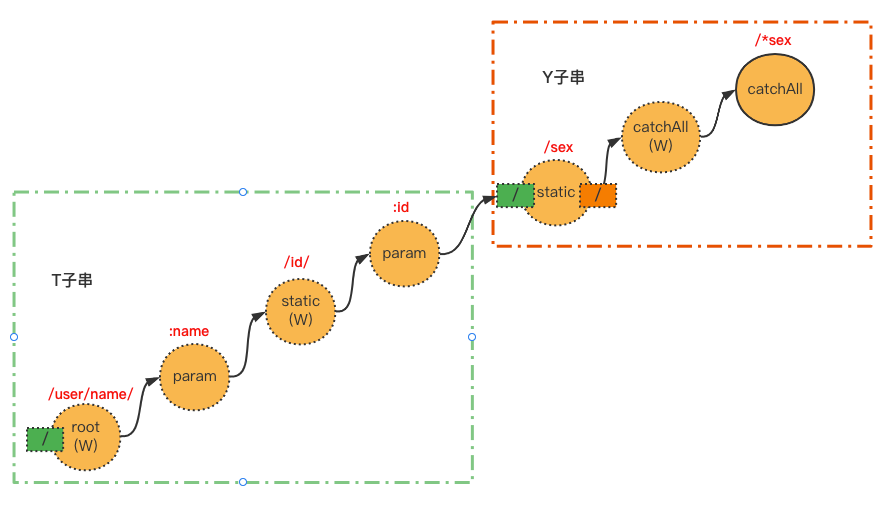 /*sex
Y子串
catchAll
catchAll
(W)
/sex
/
static
/
:id
T子串
/id/
param
static
(W)
:name
param
/user/name/
root
/
(W)